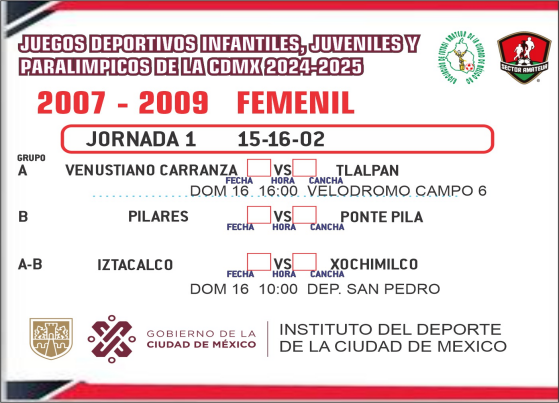 JUEGOS DEPORTIVOS INFANTILES, JUVENILES Y
PARALIMPICOS DE LA CDMX 2024-2025
SECTOR AMATEUR
2007 - 2009 FEMENIL
JORNADA 1 15-16-02
GRUPO
A VENUSTIANO CARRANZA VS TLALPAN
FECHA HORA CANCHA
DOM 16 16:00 VELODROMO CAMPO 6
B PILARES VS PONTE PILA
FECHA HORA CANCHA
A-B IZTACALCO VS XOCHIMILCO
FECHA HORA CANCHA
DOM 16 10:00 DEP. SAN PEDRO
GOBIERNO DE LA
CIUDAD DE MÉXICO
INSTITUTO DEL DEPORTE
DE LA CIUDAD DE MEXICO